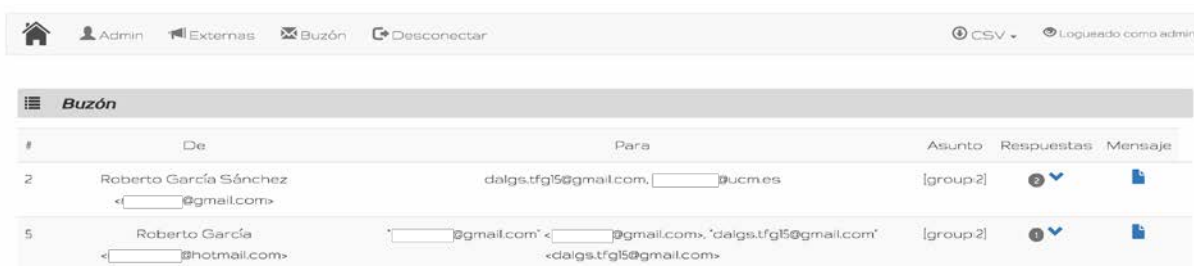 Admin Externas Buzón Desconectar CSV Logueado como admin
Buzón
# De Para Asunto Respuestas Mensaje
2 Roberto García Sánchez dalgs.tfg15@gmail.com, @ucm.es [group:2] 2
< @gmail.com>
5 Roberto García " @gmail.com" < @gmail.com>, "dalgs.tfg15@gmail.com" [group:2] 1
< @hotmail.com> <dalgs.tfg15@gmail.com>